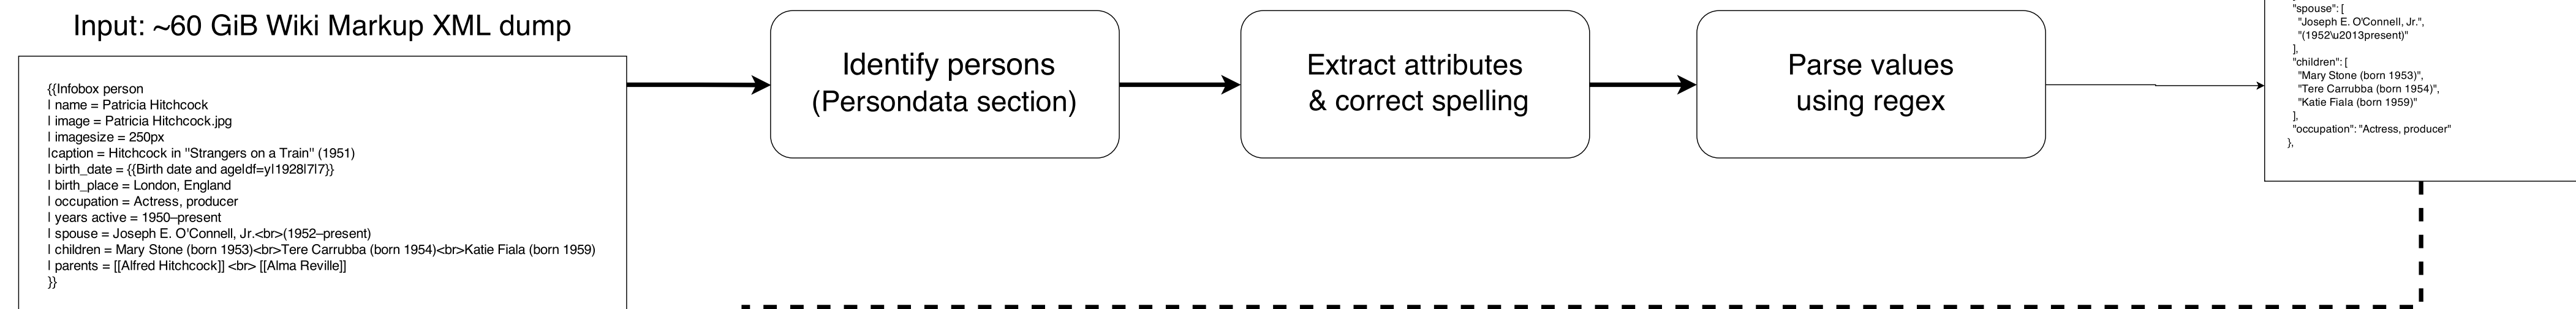 Input: ~60 GiB Wiki Markup XML dump
{{Infobox person
| name = Patricia Hitchcock
| image = Patricia Hitchcock.jpg
| imagesize = 250px
|caption = Hitchcock in "Strangers on a Train" (1951)
| birth_date = {{Birth date and age|df=y|1928|7|7}}
| birth_place = London, England
| occupation = Actress, producer
| years active = 1950–present
| spouse = Joseph E. O'Connell, Jr.<br>(1952–present)
| children = Mary Stone (born 1953)<br>Tere Carrubba (born 1954)<br>Katie Fiala (born 1959)
| parents = [[Alfred Hitchcock]] <br> [[Alma Reville]]
}}
Identify persons
(Persondata section)
Extract attributes
& correct spelling
Parse values
using regex
"spouse": [
"Joseph E. O'Connell, Jr.",
"(1952\u2013present)"
],
"children": [
"Mary Stone (born 1953)",
"Tere Carrubba (born 1954)",
"Katie Fiala (born 1959)"
],
"occupation": "Actress, producer"
},